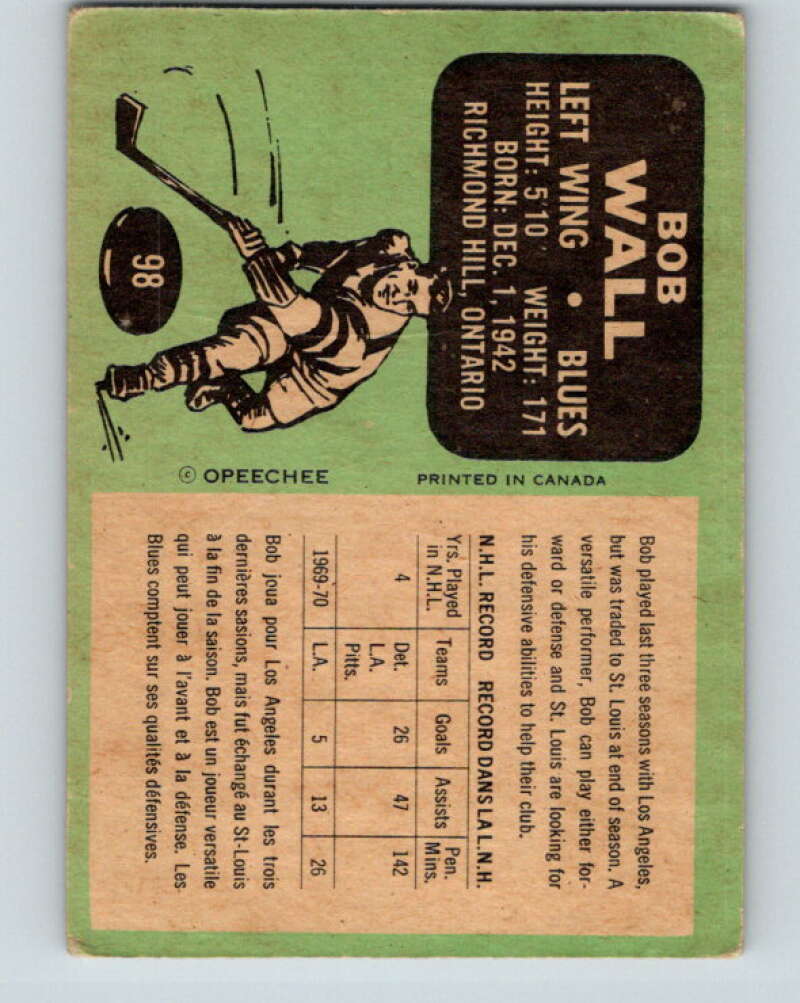 BOB
WALL
LEFT WING • BLUES
HEIGHT: 5'10 WEIGHT: 171
BORN: DEC. 1, 1942
RICHMOND HILL, ONTARIO
98
© OPEECHEE
PRINTED IN CANADA
Bob played last three seasons with Los Angeles,
but was traded to St. Louis at end of season. A
versatile performer, Bob can play either for-
ward or defense and St. Louis are looking for
his defensive abilities to help their club.
N.H.L. RECORD RECORD DANS LA L.N.H.
Yrs. Played in N.H.L. Teams Goals Assists Pen. Mins.
4 Det. 26 47 142
L.A.
Pitts.
1969-70 L.A. 5 13 26
Bob joua pour Los Angeles durant les trois
dernières sasions, mais fut échangé au St-Louis
à la fin de la saison. Bob est un joueur versatile
qui peut jouer à l'avant et à la défense. Les
Blues comptent sur ses qualités défensives.